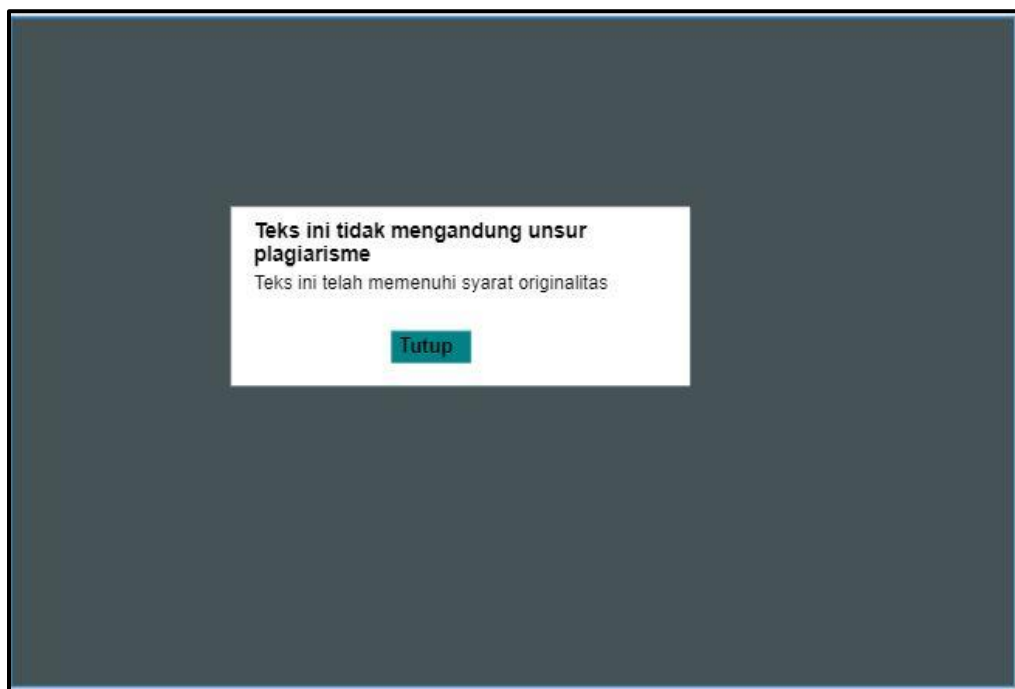 Teks ini tidak mengandung unsur
plagiarisme
Teks ini telah memenuhi syarat originalitas
Tutup